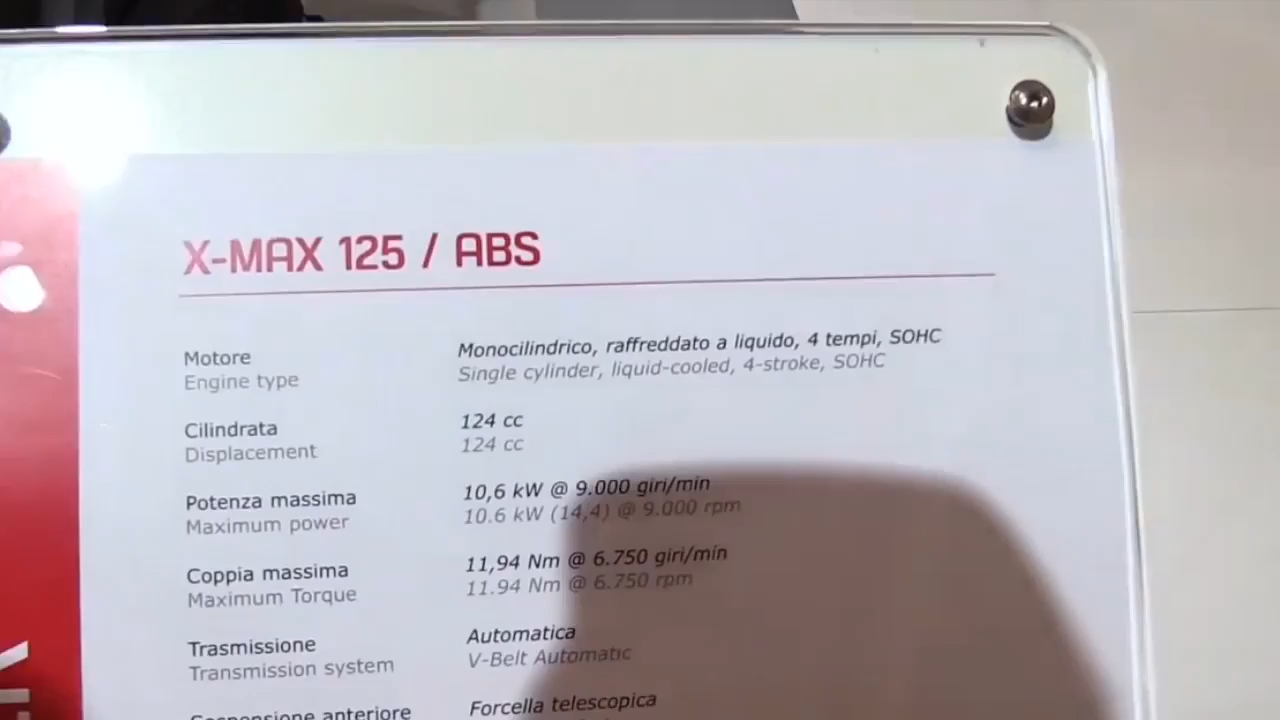 X-MAX 125 / ABS
Motore Monocilindrico, raffreddato a liquido, 4 tempi, SOHC
Engine type Single cylinder, liquid-cooled, 4-stroke, SOHC
Cilindrata 124 cc
Displacement 124 cc
Potenza massima 10,6 kW @ 9.000 giri/min
Maximum power 10.6 kW (14,4) @ 9.000 rpm
Coppia massima 11,94 Nm @ 6.750 giri/min
Maximum Torque 11.94 Nm @ 6.750 rpm
Trasmissione Automatica
Transmission system V-Belt Automatic
Sospensione anteriore Forcella telescopica